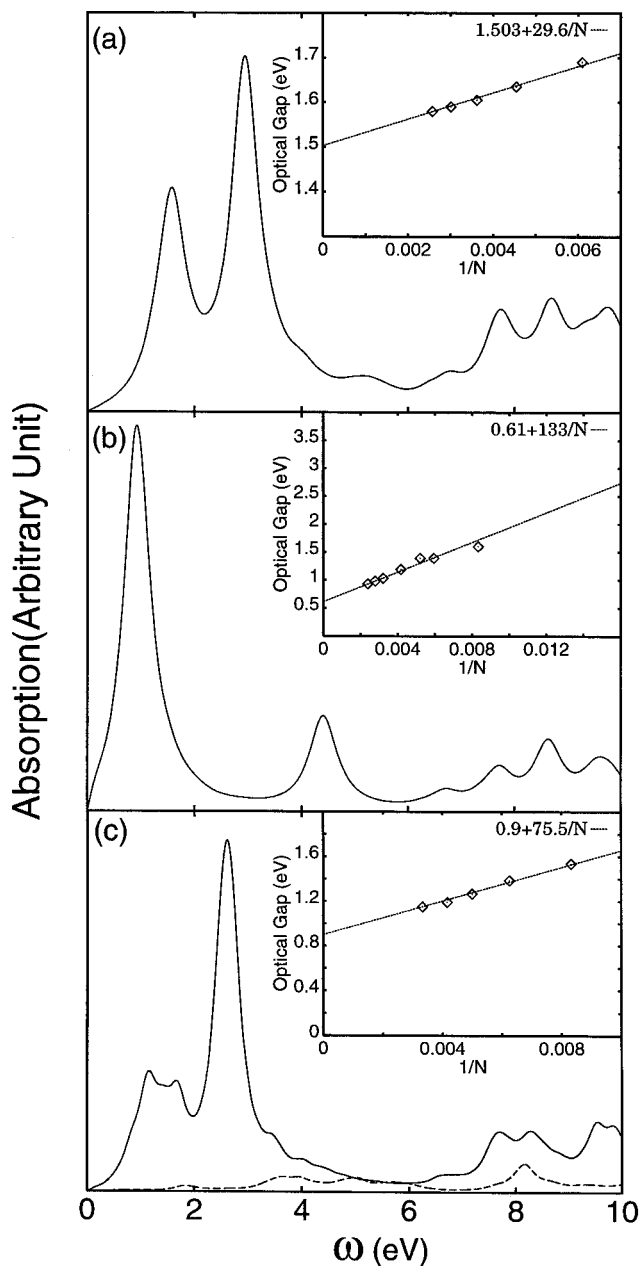 Absorption(Arbitrary Unit)
(a)
1.503+29.6/N
Optical Gap (eV)
1.7
1.6
1.5
1.4
0
0.002
0.004
0.006
1/N
(b)
0.61+133/N
Optical Gap (eV)
3.5
3
2.5
2
1.5
1
0.5
0
0.004
0.008
0.012
1/N
(c)
0.9+75.5/N
Optical Gap (eV)
1.6
1.2
0.8
0.4
0
0
0.004
0.008
1/N
0
2
4
6
8
10
ω (eV)